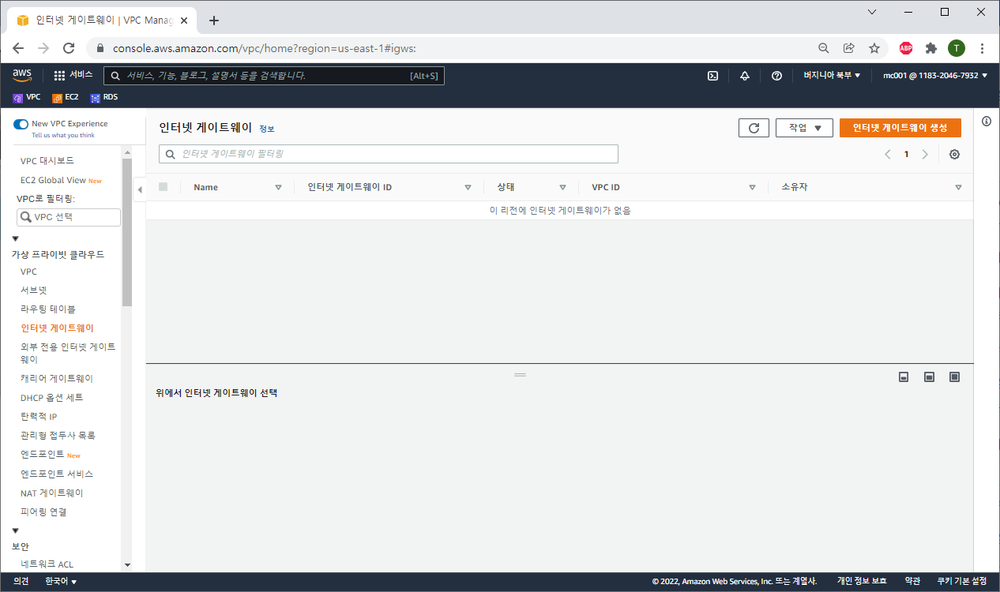 인터넷 게이트웨이 | VPC Manag
console.aws.amazon.com/vpc/home?region=us-east-1#igws:
ABP
T
aws
서비스
서비스, 기능, 블로그, 설명서 등을 검색합니다.
[Alt+S]
버지니아 북부
mc001 @ 1183-2046-7932
VPC
EC2
RDS
New VPC Experience
Tell us what you think
VPC 대시보드
EC2 Global View New
VPC로 필터링:
VPC 선택
가상 프라이빗 클라우드
VPC
서브넷
라우팅 테이블
인터넷 게이트웨이
외부 전용 인터넷 게이트
웨이
캐리어 게이트웨이
DHCP 옵션 세트
탄력적 IP
관리형 접두사 목록
엔드포인트 New
엔드포인트 서비스
NAT 게이트웨이
피어링 연결
보안
네트워크 ACL
인터넷 게이트웨이 정보
작업
인터넷 게이트웨이 생성
인터넷 게이트웨이 필터링
1
Name
인터넷 게이트웨이 ID
상태
VPC ID
소유자
이 리전에 인터넷 게이트웨이가 없음
위에서 인터넷 게이트웨이 선택
의견
한국어
© 2022, Amazon Web Services, Inc. 또는 계열사.
개인 정보 보호
약관
쿠키 기본 설정